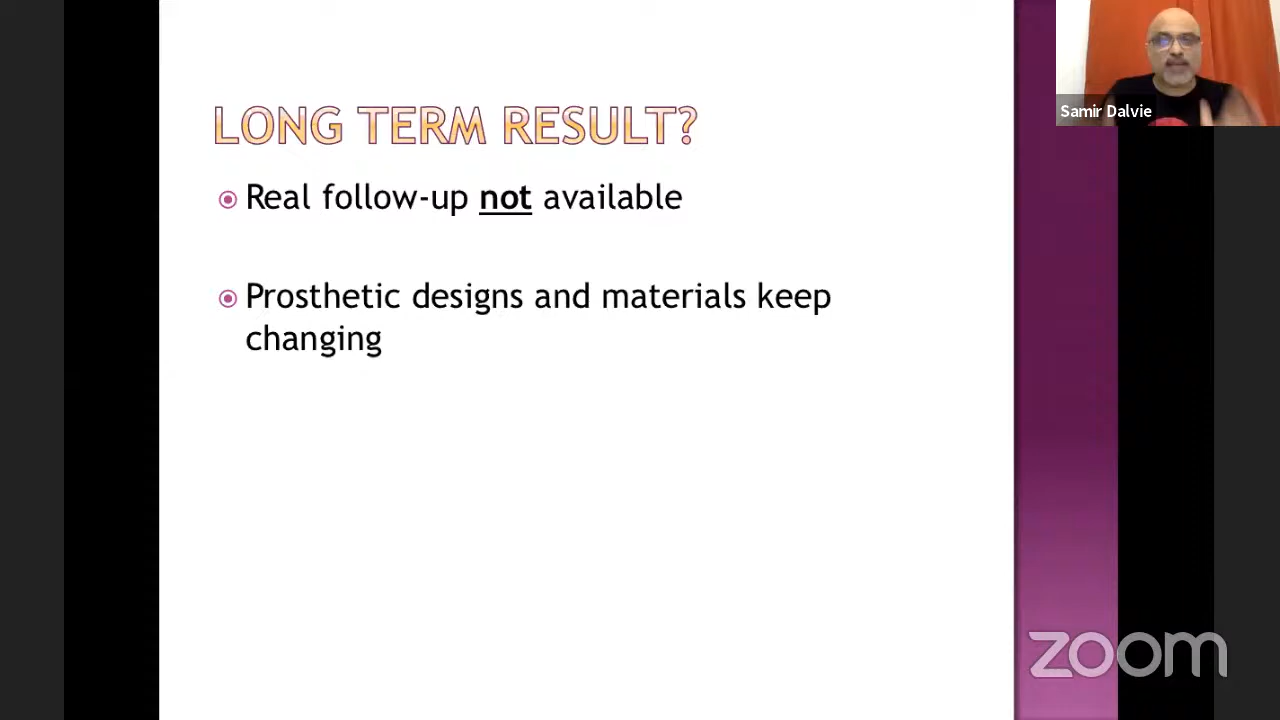 LONG TERM RESULT?
Real follow-up not available
Prosthetic designs and materials keep
changing
Samir Dalvie
zoom